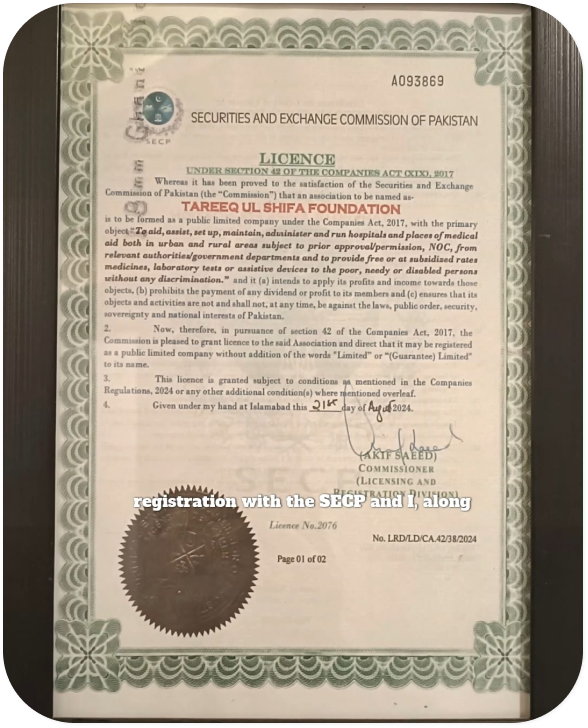 A093869
SECP
SECURITIES AND EXCHANGE COMMISSION OF PAKISTAN
LICENCE
UNDER SECTION 42 OF THE COMPANIES ACT (XIX), 2017
Whereas it has been proved to the satisfaction of the Securities and Exchange
Commission of Pakistan (the "Commission") that an association to be named as-
TAREEQ UL SHIFA FOUNDATION
is to be formed as a public limited company under the Companies Act, 2017, with the primary
object "To aid, assist, set up, maintain, administer and run hospitals and places of medical
aid both in urban and rural areas subject to prior approval/permission, NOC, from
relevant authorities/government departments and to provide free or at subsidised rates
medicines, laboratory tests or assistive devices to the poor, needy or disabled persons
without any discrimination." and it (a) intends to apply its profits and income towards those
objects, (b) prohibits the payment of any dividend or profit to its members and (c) ensures that its
objects and activities are not and shall not, at any time, be against the laws, public order, security,
sovereignty and national interests of Pakistan.
2. Now, therefore, in pursuance of section 42 of the Companies Act, 2017, the
Commission is pleased to grant licence to the said Association and direct that it may be registered
as a public limited company without addition of the words "Limited" or "(Guarantee) Limited"
to its name.
3. This licence is granted subject to conditions as mentioned in the Companies
Regulations, 2024 or any other additional condition(s) where mentioned overleaf.
4. Given under my hand at Islamabad this 21st day of August 2024.
(AKIF SAEED)
COMMISSIONER
(LICENSING AND
REGISTRATION DIVISION)
registration with the SECP and I, along
Licence No.2076
No. LRD/LD/CA.42/38/2024
Page 01 of 02